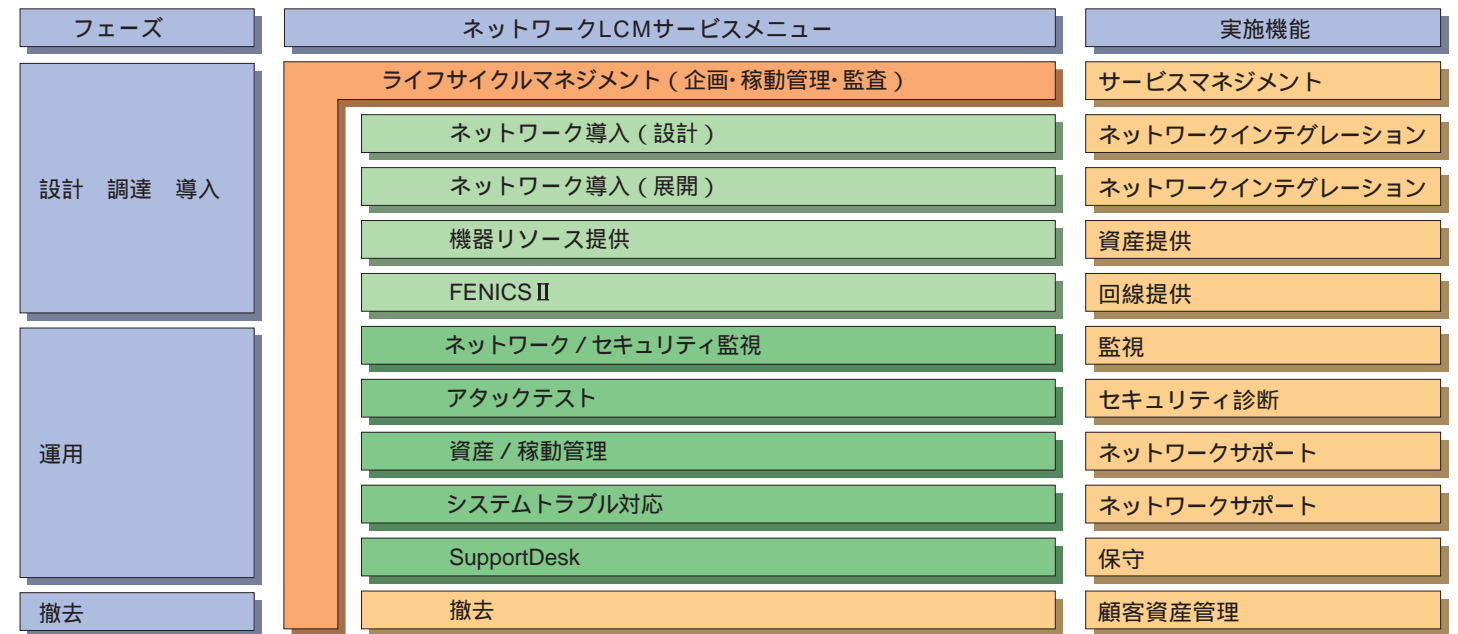 フェーズ ネットワークLCMサービスメニュー 実施機能
ライフサイクルマネジメント(企画・稼動管理・監査) サービスマネジメント
ネットワーク導入(設計) ネットワークインテグレーション
設計 調達 導入 ネットワーク導入(展開) ネットワークインテグレーション
機器リソース提供 資産提供
FENICSⅡ 回線提供
ネットワーク/セキュリティ監視 監視
アタックテスト セキュリティ診断
運用 資産/稼動管理 ネットワークサポート
システムトラブル対応 ネットワークサポート
SupportDesk 保守
撤去 撤去 顧客資産管理